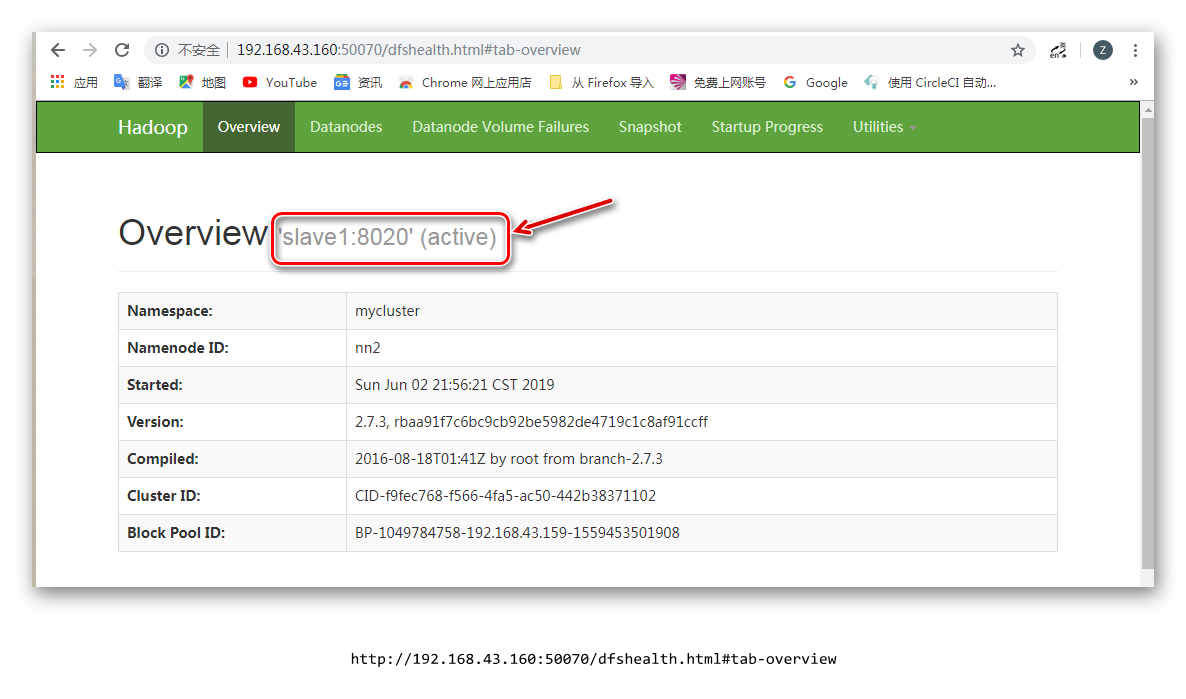 不安全 192.168.43.160:50070/dfshealth.html#tab-overview Z
应用 翻译 地图 YouTube 资讯 Chrome 网上应用店 从 Firefox 导入 免费上网账号 Google 使用 CircleCI 自动... »
Hadoop Overview Datanodes Datanode Volume Failures Snapshot Startup Progress Utilities
Overview 'slave1:8020' (active)
Namespace: mycluster
Namenode ID: nn2
Started: Sun Jun 02 21:56:21 CST 2019
Version: 2.7.3, rbaa91f7c6bc9cb92be5982de4719c1c8af91ccff
Compiled: 2016-08-18T01:41Z by root from branch-2.7.3
Cluster ID: CID-f9fec768-f566-4fa5-ac50-442b38371102
Block Pool ID: BP-1049784758-192.168.43.159-1559453501908
http://192.168.43.160:50070/dfshealth.html#tab-overview